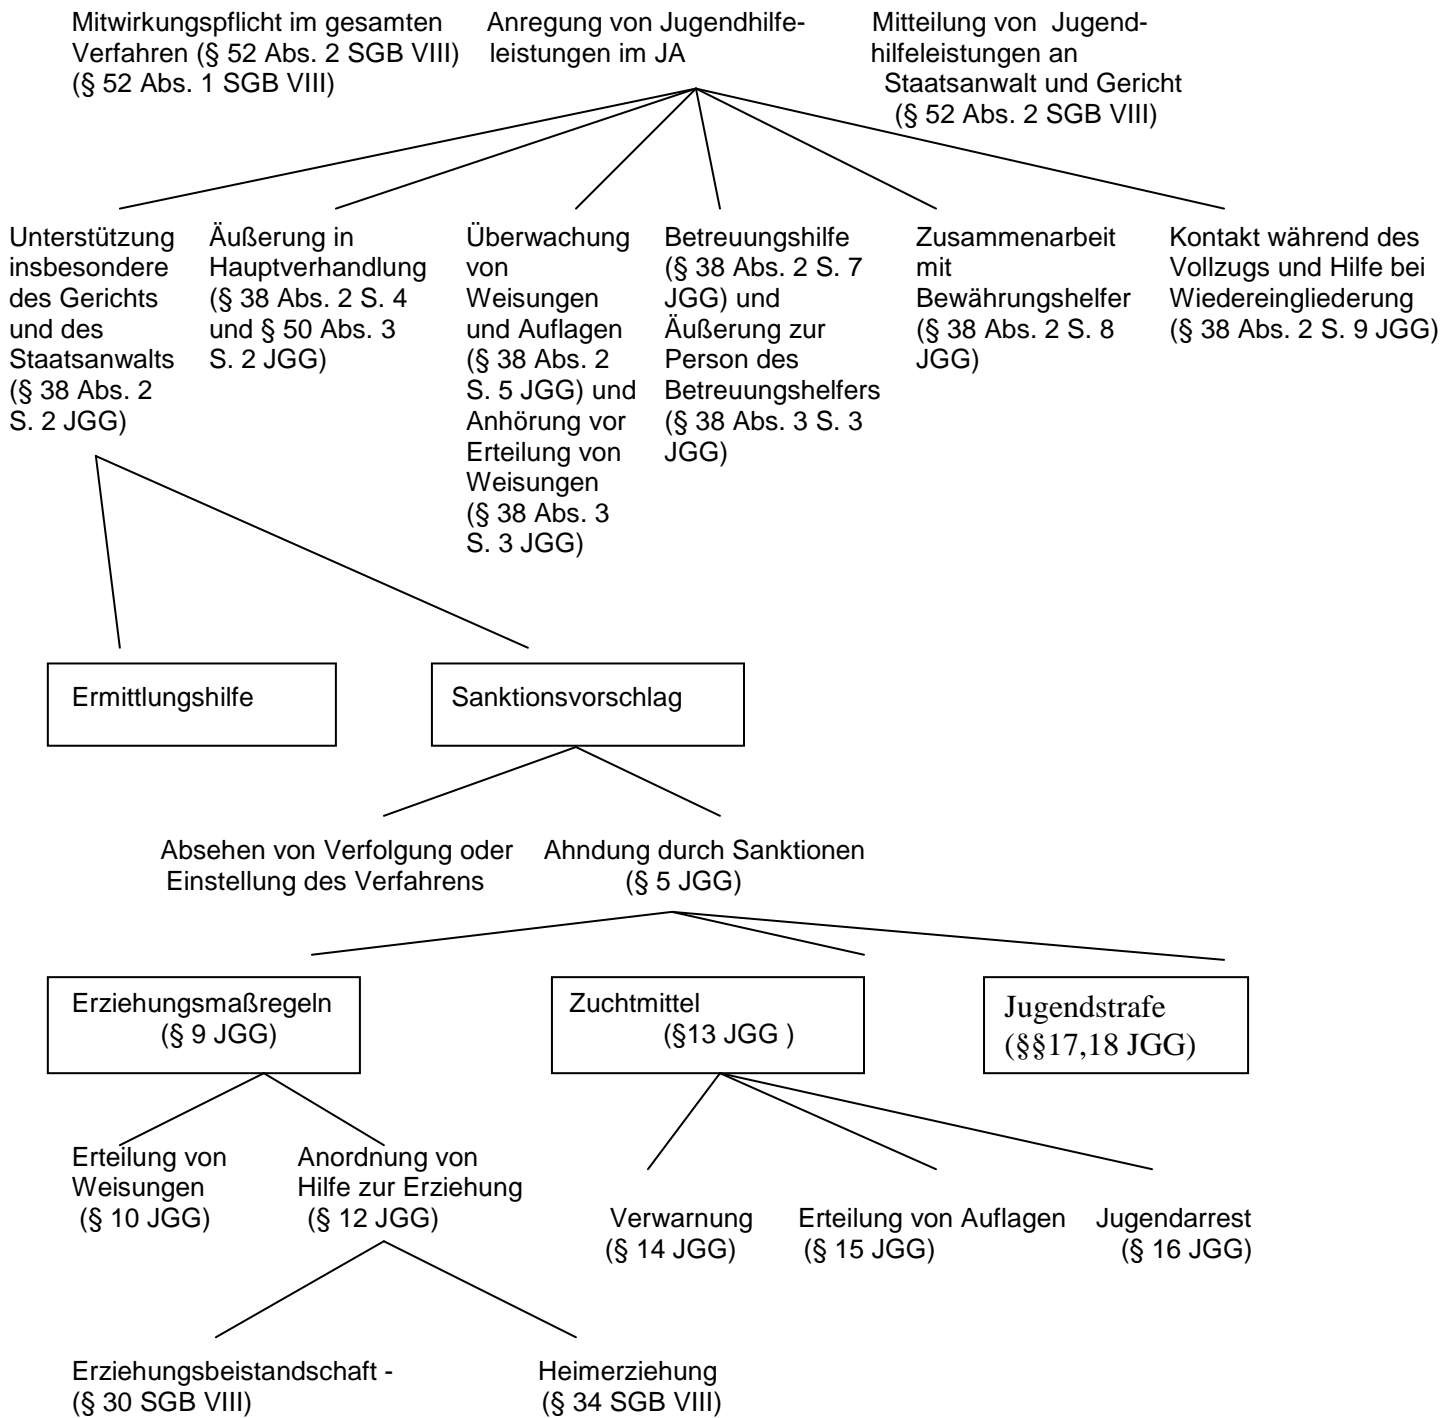 Mitwirkungspflicht im gesamten
Verfahren (§ 52 Abs. 2 SGB VIII)
(§ 52 Abs. 1 SGB VIII)
Anregung von Jugendhilfe-
leistungen im JA
Mitteilung von Jugend-
hilfeleistungen an
Staatsanwalt und Gericht
(§ 52 Abs. 2 SGB VIII)
Unterstützung
insbesondere
des Gerichts
und des
Staatsanwalts
(§ 38 Abs. 2
S. 2 JGG)
Äußerung in
Hauptverhandlung
(§ 38 Abs. 2 S. 4
und § 50 Abs. 3
S. 2 JGG)
Überwachung
von
Weisungen
und Auflagen
(§ 38 Abs. 2
S. 5 JGG) und
Anhörung vor
Erteilung von
Weisungen
(§ 38 Abs. 3
S. 3 JGG)
Betreuungshilfe
(§ 38 Abs. 2 S. 7
JGG) und
Äußerung zur
Person des
Betreuungshelfers
(§ 38 Abs. 3 S. 3
JGG)
Zusammenarbeit
mit
Bewährungshelfer
(§ 38 Abs. 2 S. 8
JGG)
Kontakt während des
Vollzugs und Hilfe bei
Wiedereingliederung
(§ 38 Abs. 2 S. 9 JGG)
Ermittlungshilfe
Sanktionsvorschlag
Absehen von Verfolgung oder
Einstellung des Verfahrens
Ahndung durch Sanktionen
(§ 5 JGG)
Erziehungsmaßregeln
(§ 9 JGG)
Zuchtmittel
(§13 JGG )
Jugendstrafe
(§§17,18 JGG)
Erteilung von
Weisungen
(§ 10 JGG)
Anordnung von
Hilfe zur Erziehung
(§ 12 JGG)
Verwarnung
(§ 14 JGG)
Erteilung von Auflagen
(§ 15 JGG)
Jugendarrest
(§ 16 JGG)
Erziehungsbeistandschaft -
(§ 30 SGB VIII)
Heimerziehung
(§ 34 SGB VIII)